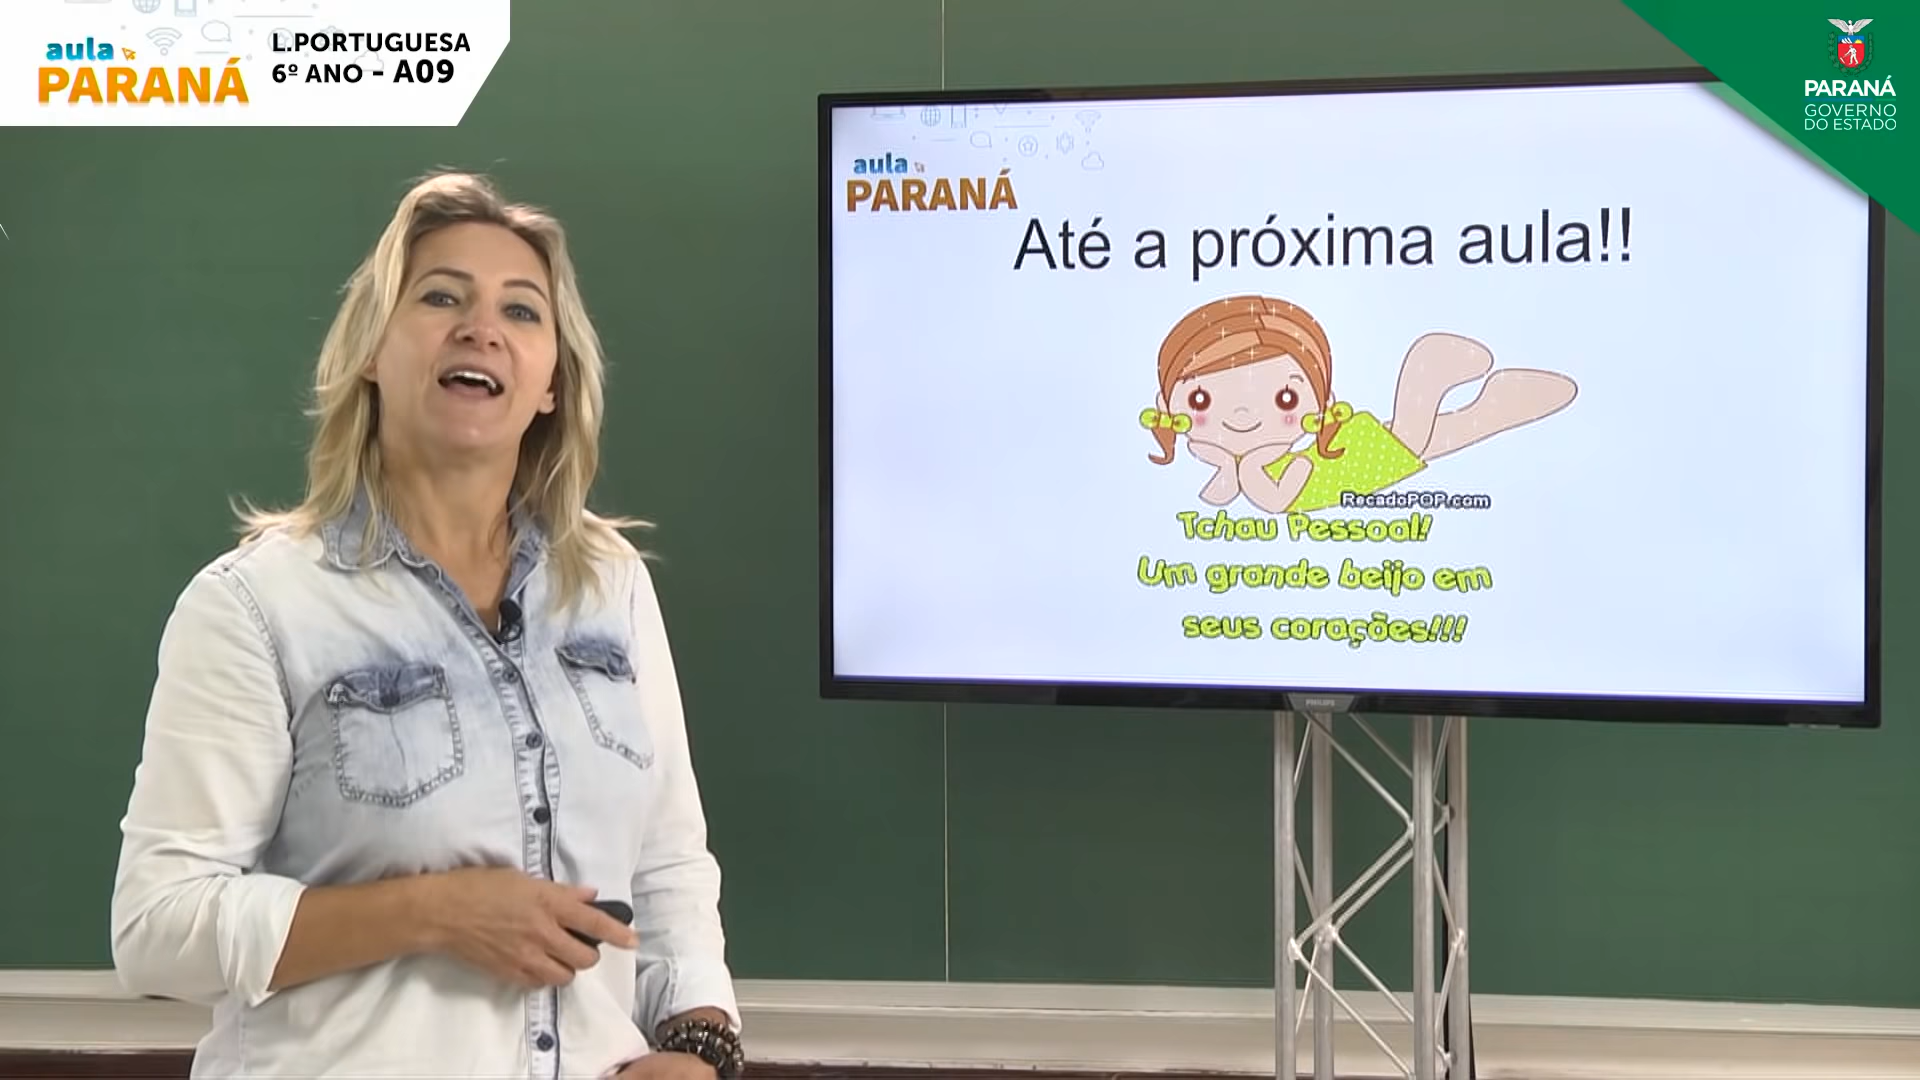 aula
PARANÁ
L.PORTUGUESA
6º ANO - A09
PARANÁ
GOVERNO
DO ESTADO
aula
PARANÁ
Até a próxima aula!!
RecadoPOP.com
Tchau Pessoal!
Um grande beijo em
seus corações!!!
PHILIPS